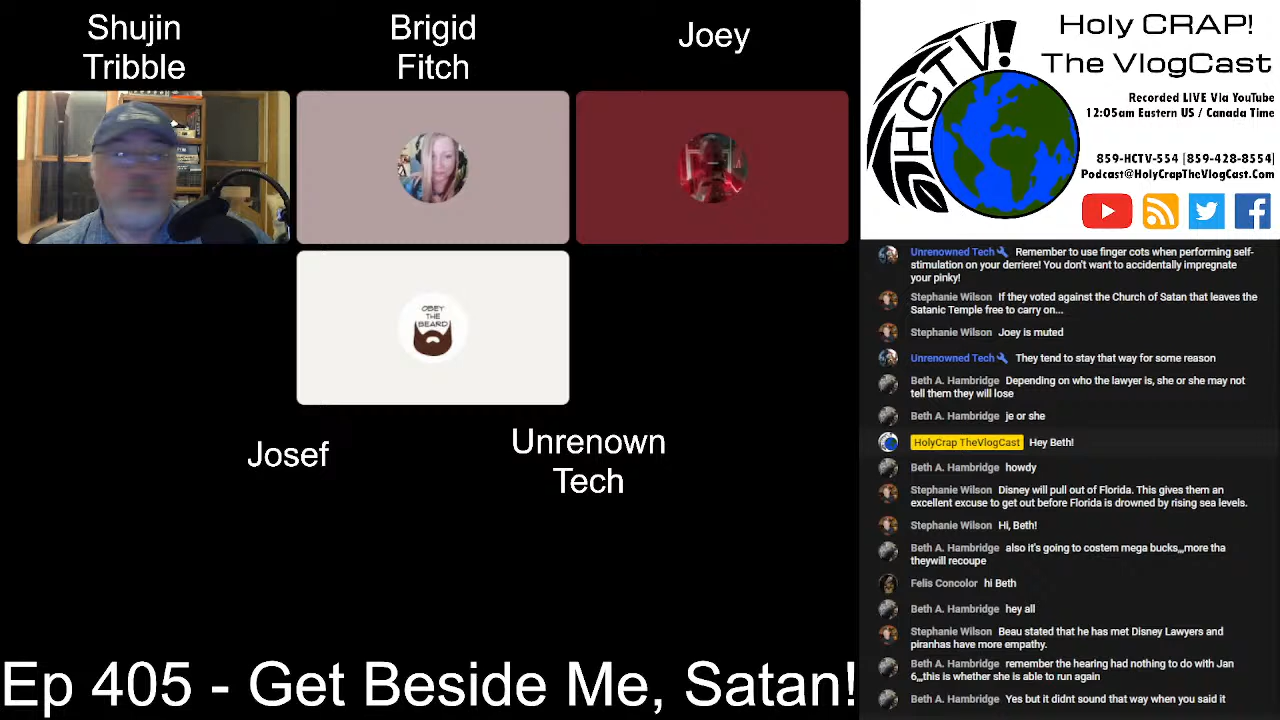 Shujin
Tribble
Brigid
Fitch
Joey
OBEY
THE
BEARD
Josef
Unrenown
Tech
Ep 405 - Get Beside Me, Satan!
HCTV!
Holy CRAP!
The VlogCast
Recorded LIVE Via YouTube
12:05am Eastern US / Canada Time
859-HCTV-554 [859-428-8554]
Podcast@HolyCrapTheVlogCast.Com
Unrenowned Tech Remember to use finger cots when performing self-
stimulation on your derriere! You don't want to accidentally impregnate
your pinky!
Stephanie Wilson If they voted against the Church of Satan that leaves the
Satanic Temple free to carry on...
Stephanie Wilson Joey is muted
Unrenowned Tech They tend to stay that way for some reason
Beth A. Hambridge Depending on who the lawyer is, she or she may not
tell them they will lose
Beth A. Hambridge je or she
HolyCrap TheVlogCast Hey Beth!
Beth A. Hambridge howdy
Stephanie Wilson Disney will pull out of Florida. This gives them an
excellent excuse to get out before Florida is drowned by rising sea levels.
Stephanie Wilson Hi, Beth!
Beth A. Hambridge also it's going to costem mega bucks,,,more tha
theywill recoupe
Felis Concolor hi Beth
Beth A. Hambridge hey all
Stephanie Wilson Beau stated that he has met Disney Lawyers and
piranhas have more empathy.
Beth A. Hambridge remember the hearing had nothing to do with Jan
6,,,this is whether she is able to run again
Beth A. Hambridge Yes but it didnt sound that way when you said it